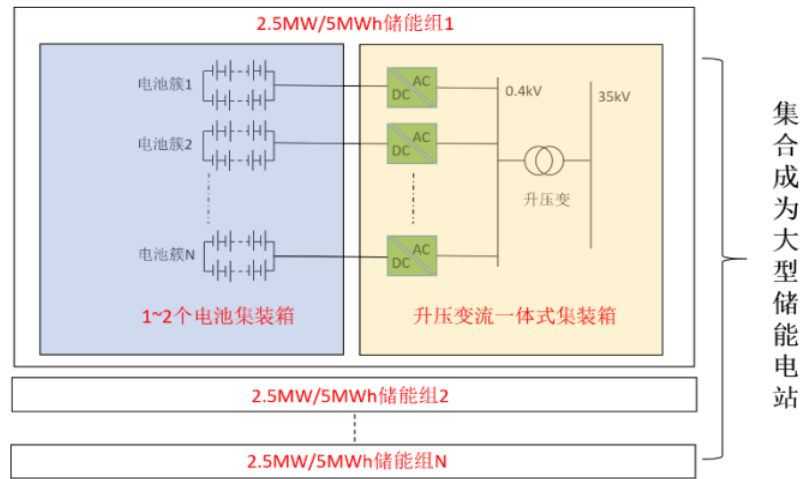 2.5MW/5MWh储能组1
电池簇1
AC
DC
0.4kV
35kV
电池簇2
AC
DC
升压变
电池簇N
AC
DC
1~2个电池集装箱
升压变流一体式集装箱
2.5MW/5MWh储能组2
2.5MW/5MWh储能组N
集合成为大型储能电站